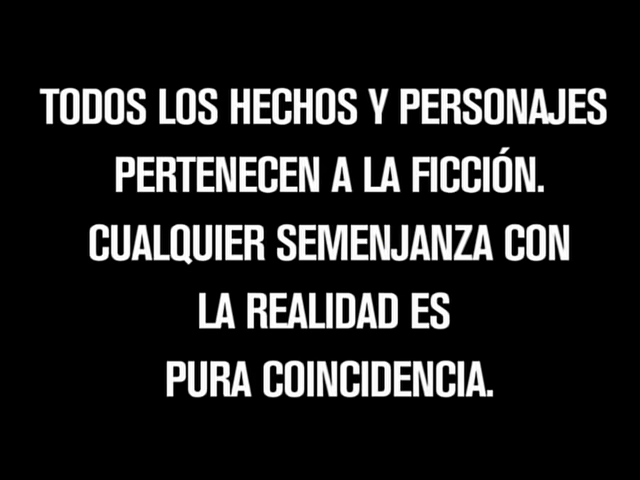 TODOS LOS HECHOS Y PERSONAJES
PERTENECEN A LA FICCIÓN.
CUALQUIER SEMENJANZA CON
LA REALIDAD ES
PURA COINCIDENCIA.